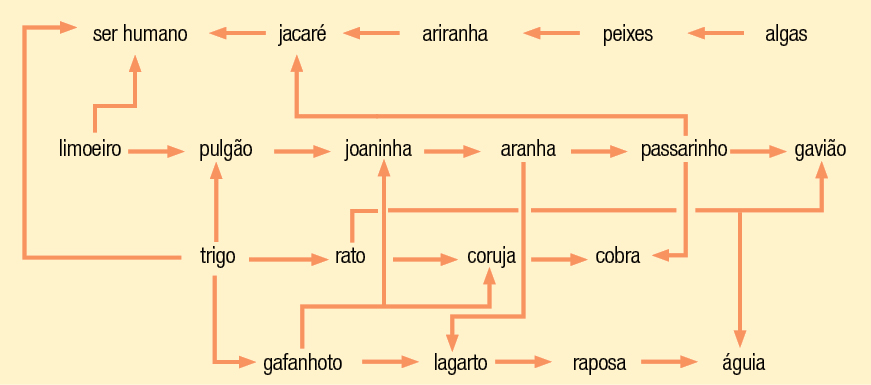 ser humano jacaré ariranha peixes algas
limoeiro pulgão joaninha aranha passarinho gavião
trigo rato coruja cobra
gafanhoto lagarto raposa águia